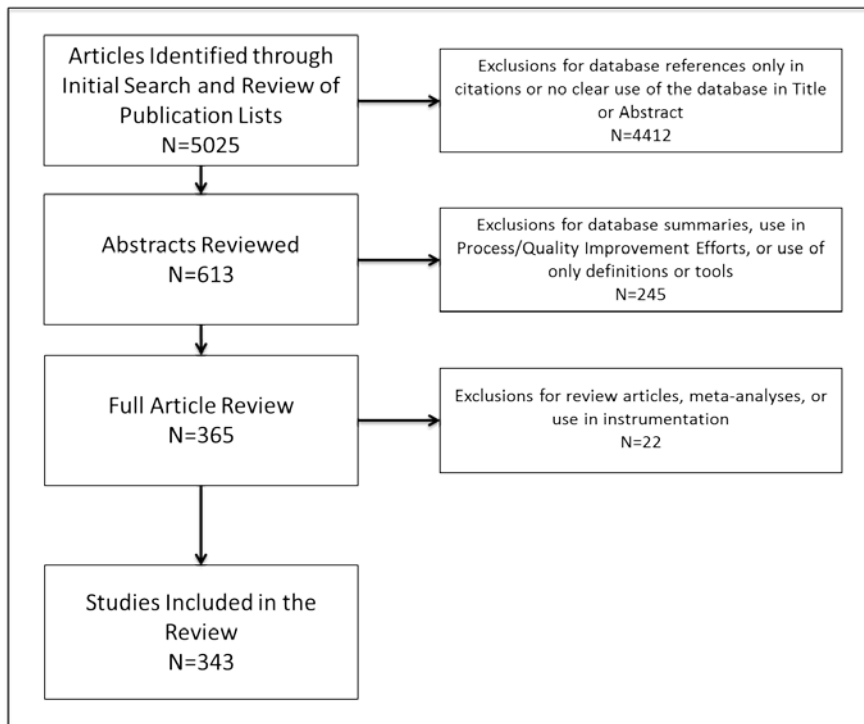 Articles Identified through
Initial Search and Review of
Publication Lists
N=5025
Exclusions for database references only in
citations or no clear use of the database in Title
or Abstract
N=4412
Abstracts Reviewed
N=613
Exclusions for database summaries, use in
Process/Quality Improvement Efforts, or use of
only definitions or tools
N=245
Full Article Review
N=365
Exclusions for review articles, meta-analyses, or
use in instrumentation
N=22
Studies Included in the
Review
N=343